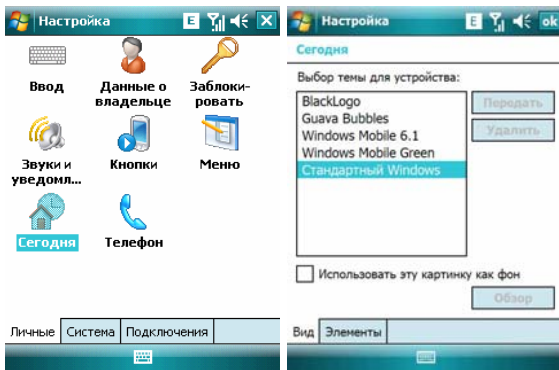 Настройка
E
Ввод
Данные о
владельце
Заблоки-
ровать
Звуки и
уведомл...
Кнопки
Меню
Сегодня
Телефон
Личные
Система
Подключения
Настройка
E
ok
Сегодня
Выбор темы для устройства:
BlackLogo
Guava Bubbles
Windows Mobile 6.1
Windows Mobile Green
Стандартный Windows
Передать
Удалить
Использовать эту картинку как фон
Обзор
Вид
Элементы